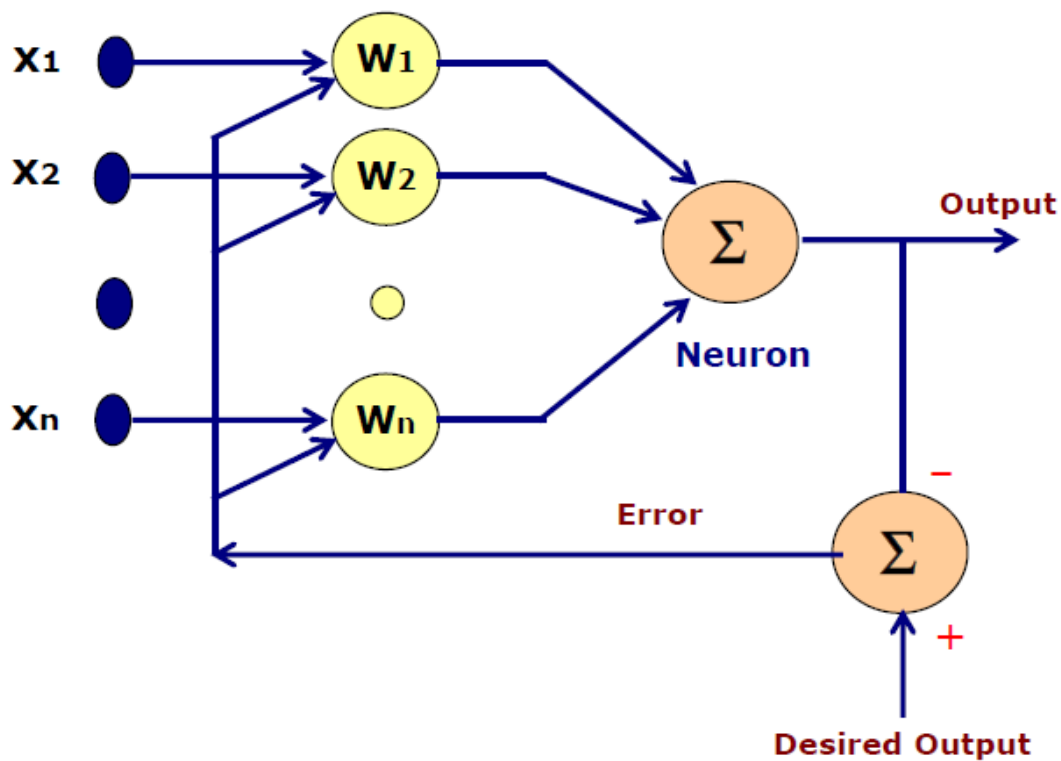 X1
W1
X2
W2
Output
Σ
Neuron
Xn
Wn
−
Error
Σ
+
Desired Output